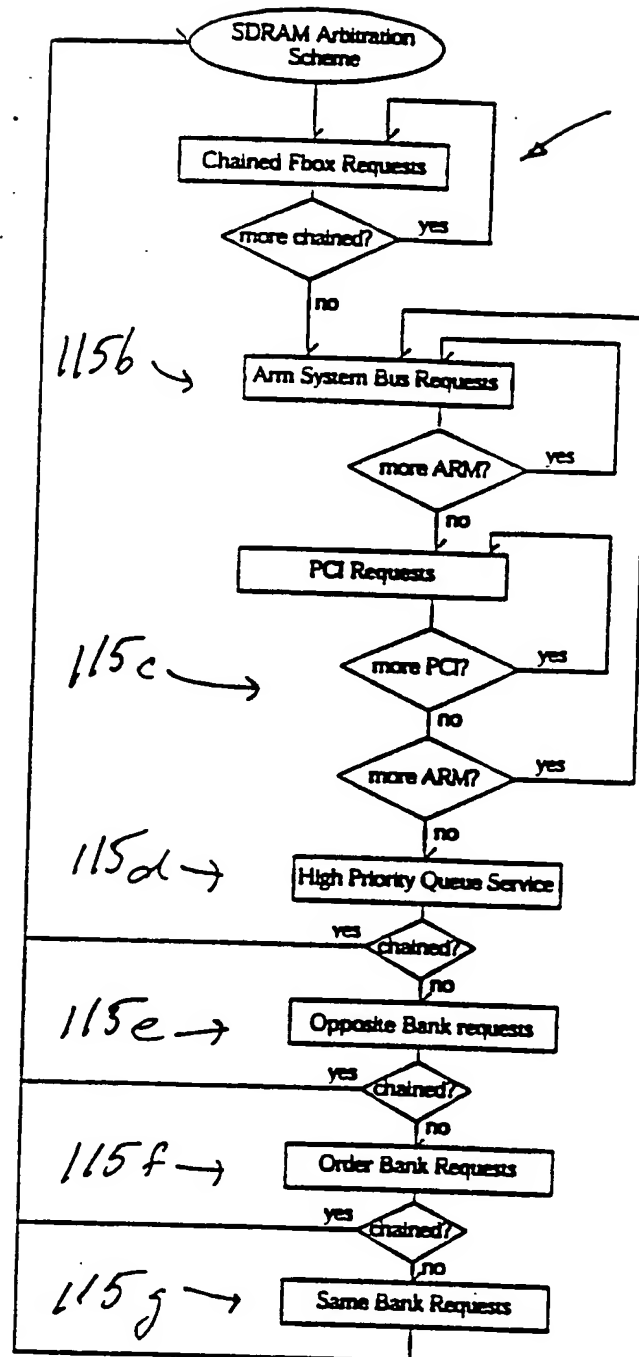 SDRAM Arbitration
Scheme
Chained Fbox Requests
more chained?
yes
no
115b
Arm System Bus Requests
more ARM?
yes
no
PCI Requests
115c
more PCI?
yes
no
more ARM?
yes
no
115d
High Priority Queue Service
yes
chained?
no
115e
Opposite Bank requests
yes
chained?
no
115f
Order Bank Requests
yes
chained?
no
115g
Same Bank Requests